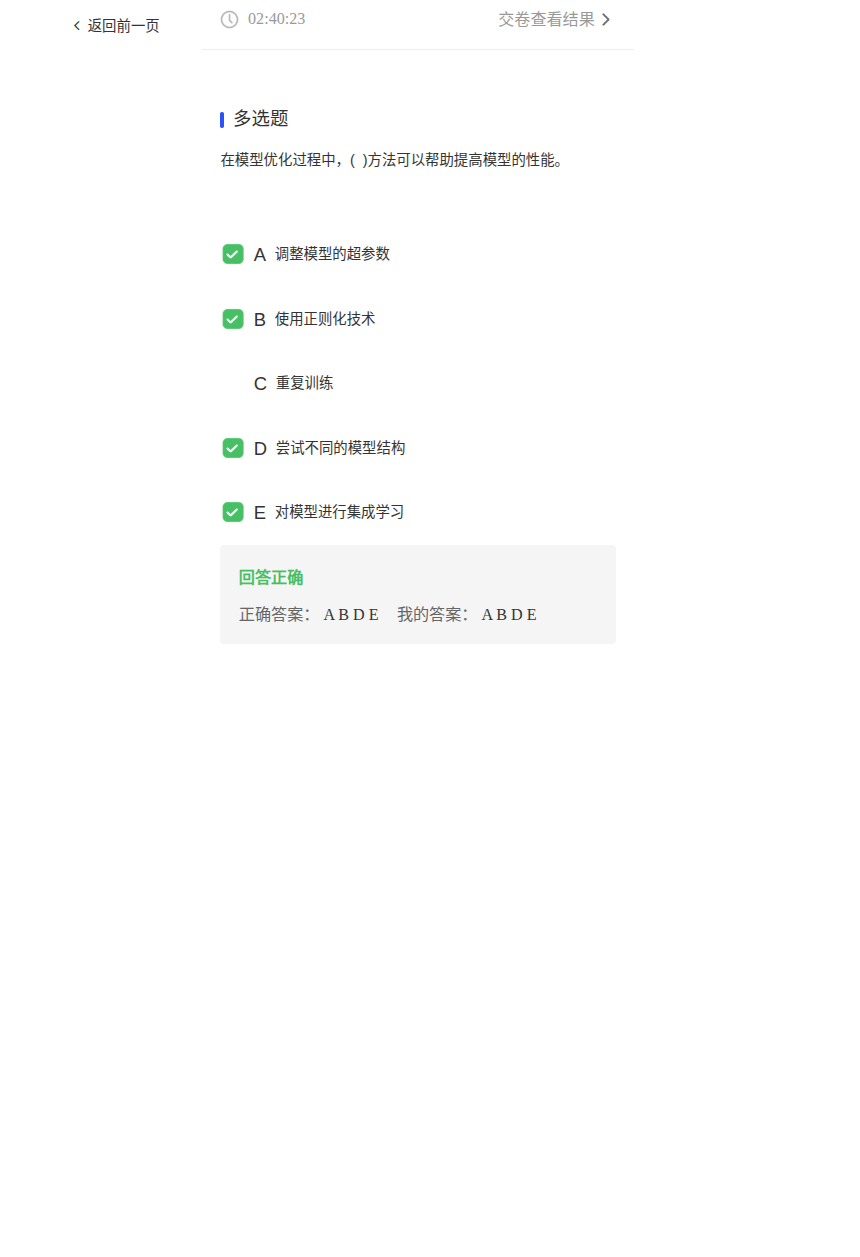 返回前一页
02:40:23 交卷查看结果
多选题
在模型优化过程中，( )方法可以帮助提高模型的性能。
A 调整模型的超参数
B 使用正则化技术
C 重复训练
D 尝试不同的模型结构
E 对模型进行集成学习
回答正确
正确答案： A B D E 我的答案： A B D E